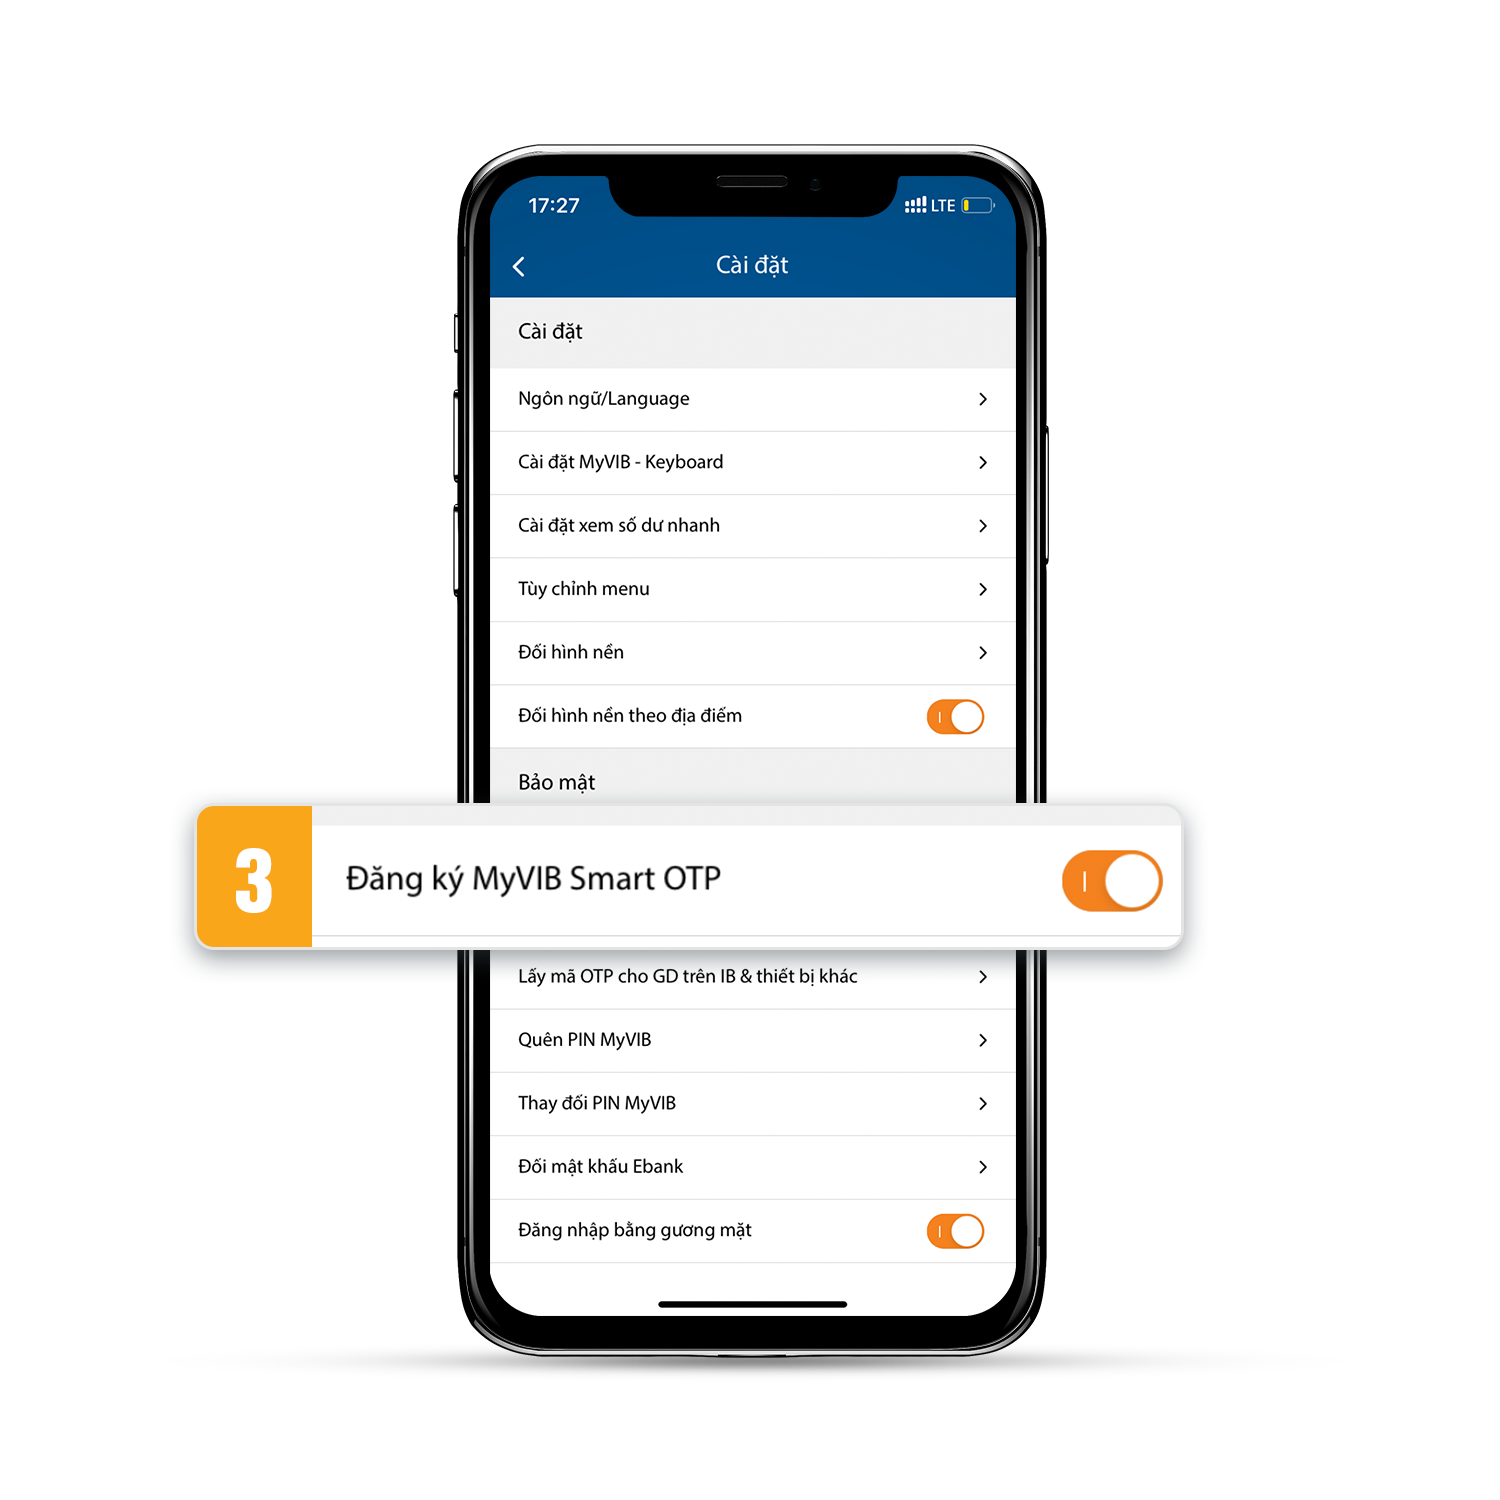 17:27
LTE
Cài đặt
Cài đặt
Ngôn ngữ/Language
Cài đặt MyVIB - Keyboard
Cài đặt xem số dư nhanh
Tùy chỉnh menu
Đổi hình nền
Đổi hình nền theo địa điểm
Bảo mật
3
Đăng ký MyVIB Smart OTP
Lấy mã OTP cho GD trên IB & thiết bị khác
Quên PIN MyVIB
Thay đổi PIN MyVIB
Đổi mật khẩu Ebank
Đăng nhập bằng gương mặt